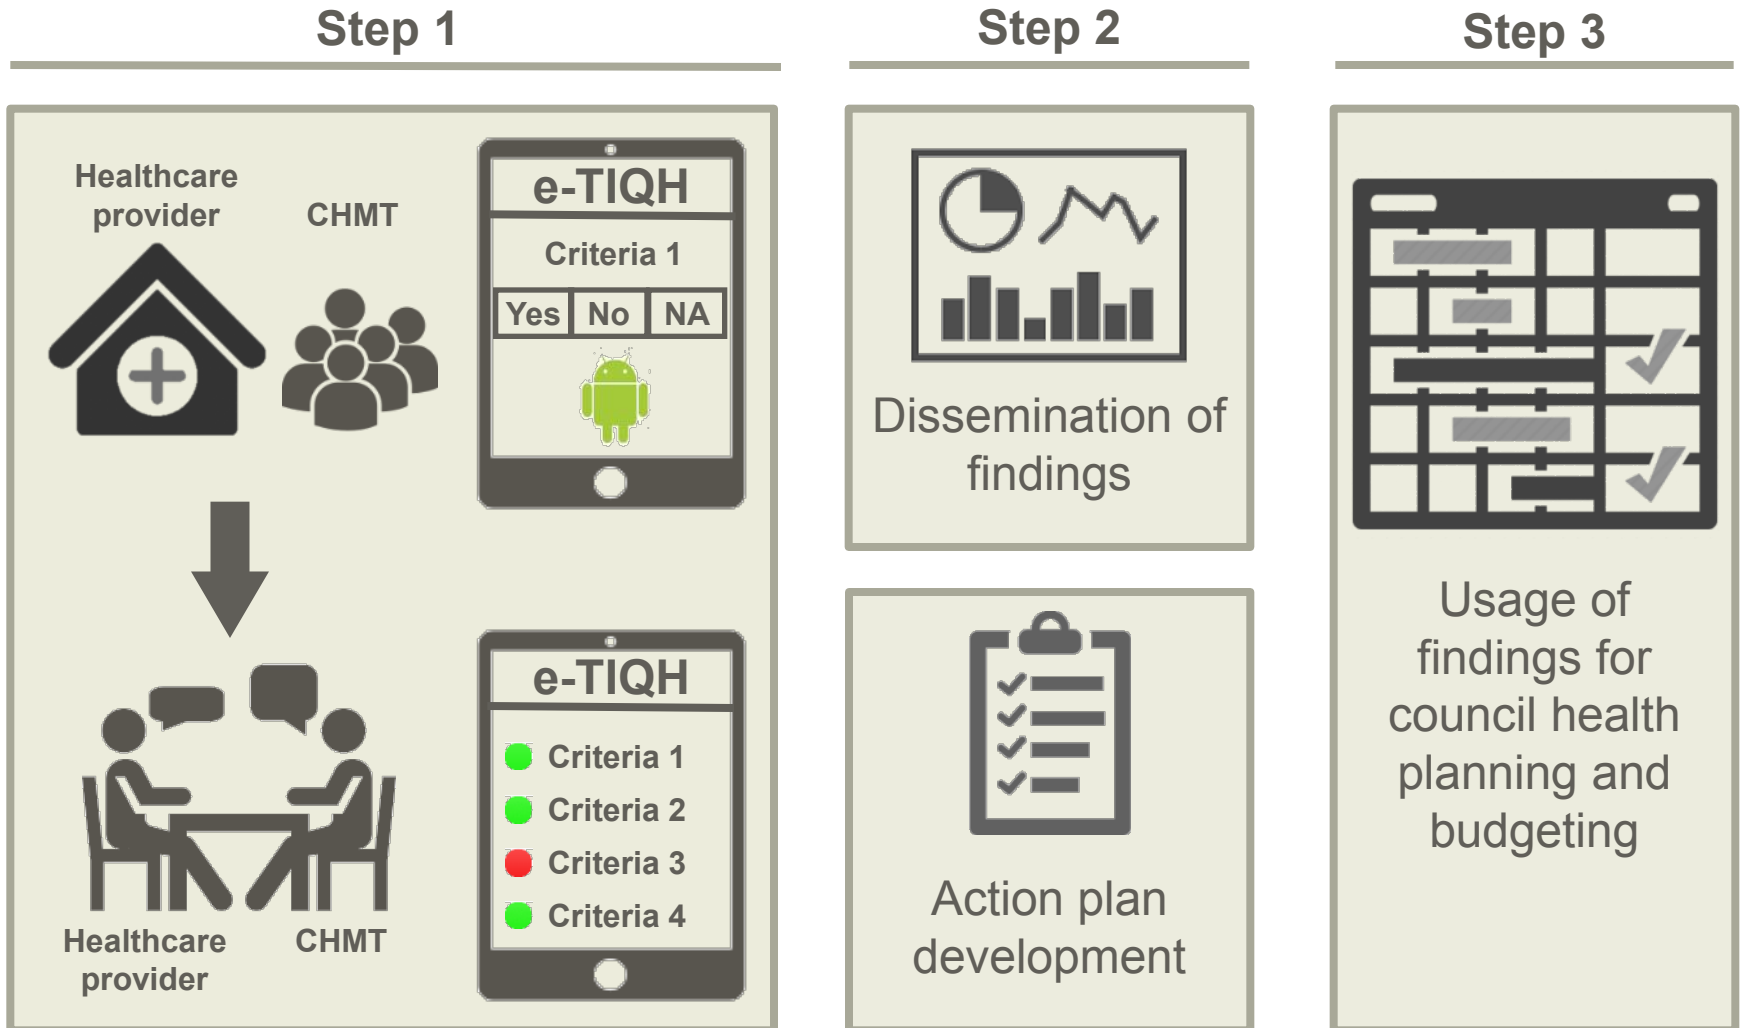 Step 1
Healthcare
provider
CHMT
e-TIQH
Criteria 1
Yes No NA
Healthcare
provider
CHMT
e-TIQH
Criteria 1
Criteria 2
Criteria 3
Criteria 4
Step 2
Dissemination of
findings
Action plan
development
Step 3
Usage of
findings for
council health
planning and
budgeting